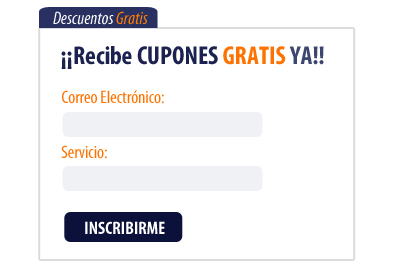 Descuentos Gratis
¡¡Recibe CUPONES GRATIS YA!!
Correo Electrónico:
Servicio:
INSCRIBIRME